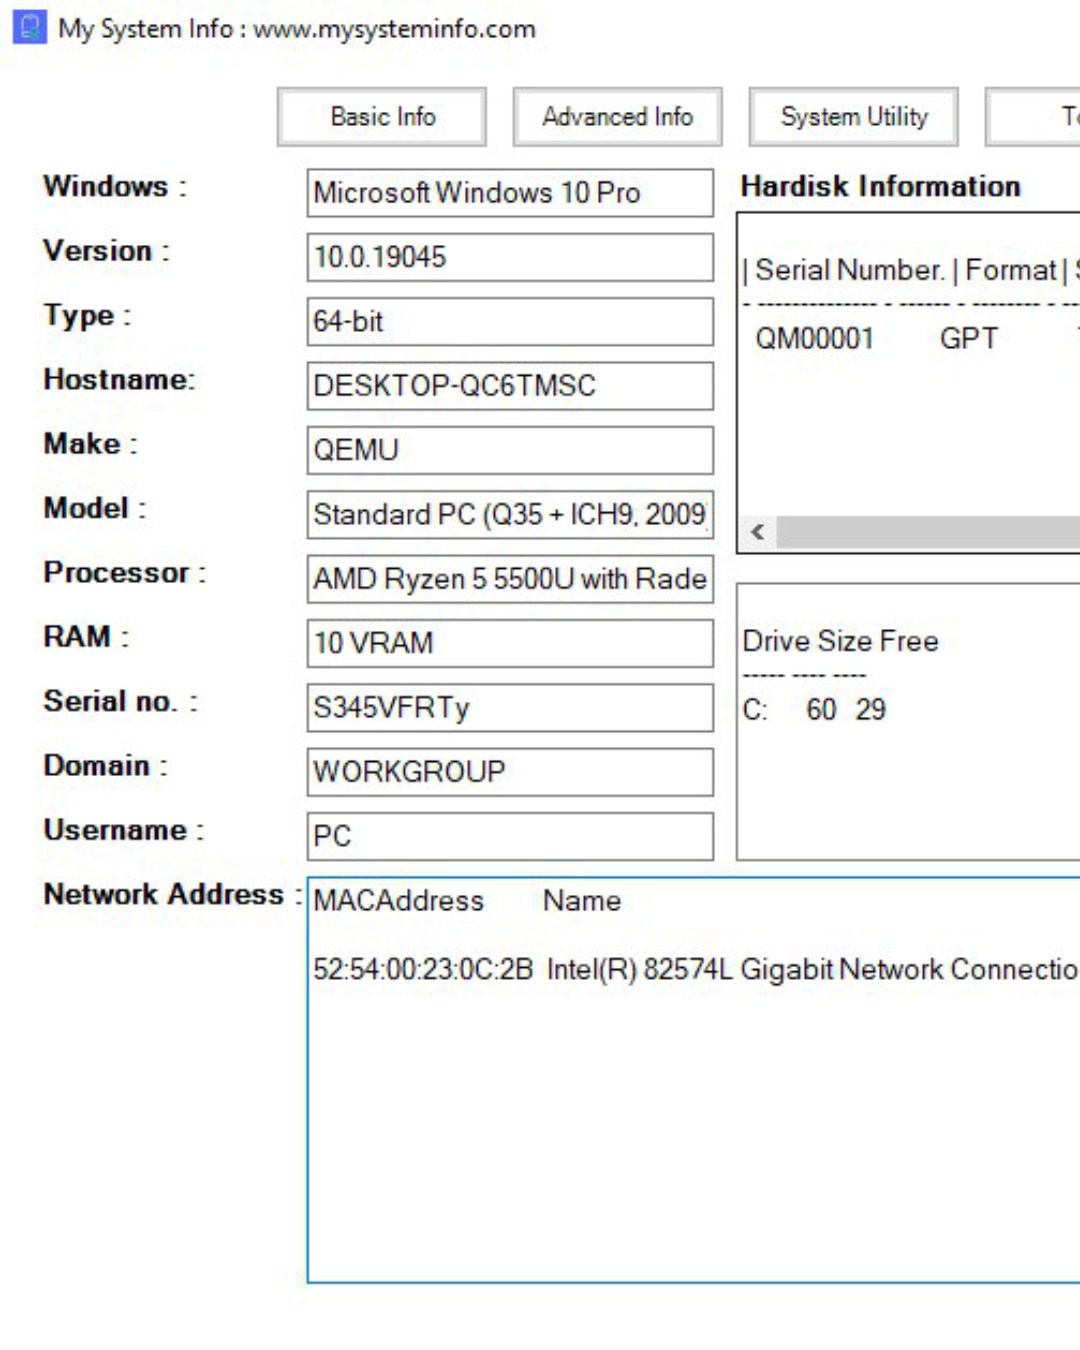 My System Info : www.mysysteminfo.com
Basic Info
Advanced Info
System Utility
Windows :
Microsoft Windows 10 Pro
Version :
10.0.19045
Type :
64-bit
Hostname:
DESKTOP-QC6TMSC
Make :
QEMU
Model :
Standard PC (Q35 + ICH9, 2009
Processor :
AMD Ryzen 5 5500U with Rade
RAM :
10 VRAM
Serial no. :
S345VFRTy
Domain :
WORKGROUP
Username :
PC
Hardisk Information
| Serial Number. | Format |
- --------------- - ------ - -------- - --
QM00001 GPT
Drive Size Free
----- ---- ----
C: 60 29
Network Address :
MACAddress Name
52:54:00:23:0C:2B Intel(R) 82574L Gigabit Network Connectio